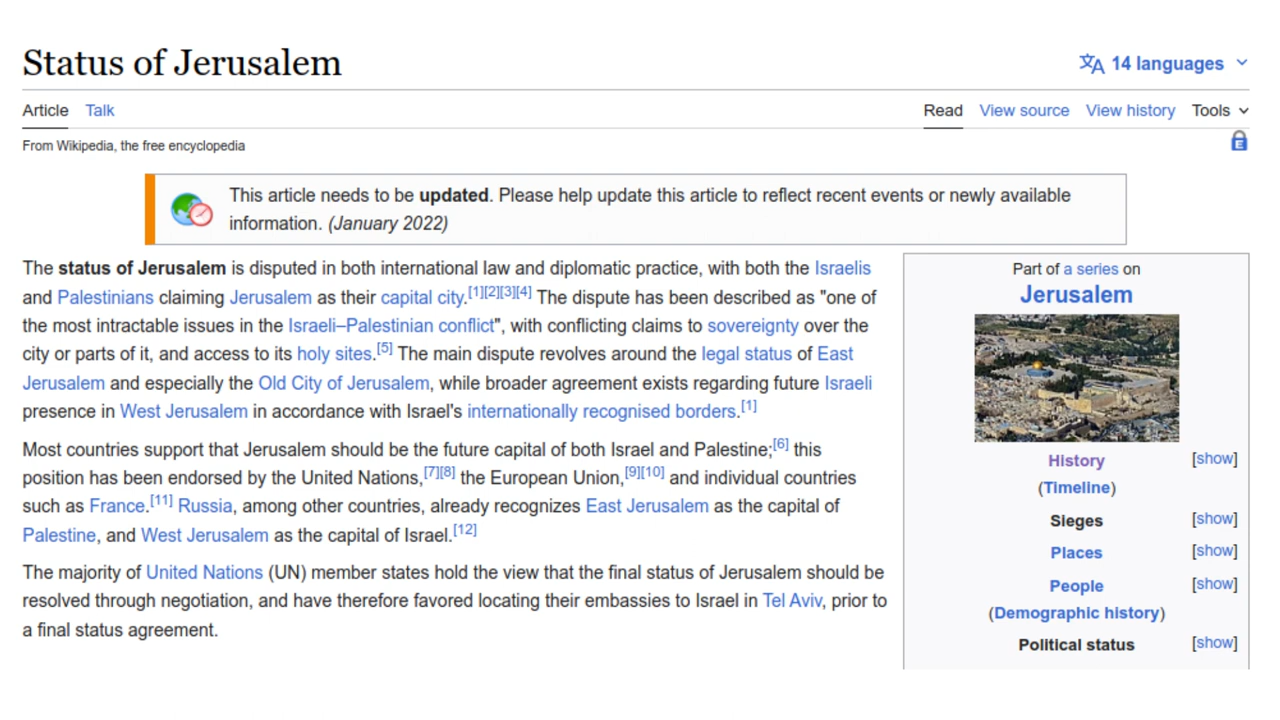 Status of Jerusalem
14 languages
Article Talk
Read View source View history Tools
From Wikipedia, the free encyclopedia
E
This article needs to be updated. Please help update this article to reflect recent events or newly available
information. (January 2022)
The status of Jerusalem is disputed in both international law and diplomatic practice, with both the Israelis
and Palestinians claiming Jerusalem as their capital city.[1][2][3][4] The dispute has been described as "one of
the most intractable issues in the Israeli–Palestinian conflict", with conflicting claims to sovereignty over the
city or parts of it, and access to its holy sites.[5] The main dispute revolves around the legal status of East
Jerusalem and especially the Old City of Jerusalem, while broader agreement exists regarding future Israeli
presence in West Jerusalem in accordance with Israel's internationally recognised borders.[1]
Most countries support that Jerusalem should be the future capital of both Israel and Palestine;[6] this
position has been endorsed by the United Nations,[7][8] the European Union,[9][10] and individual countries
such as France.[11] Russia, among other countries, already recognizes East Jerusalem as the capital of
Palestine, and West Jerusalem as the capital of Israel.[12]
The majority of United Nations (UN) member states hold the view that the final status of Jerusalem should be
resolved through negotiation, and have therefore favored locating their embassies to Israel in Tel Aviv, prior to
a final status agreement.
Part of a series on
Jerusalem
History [show]
(Timeline)
Sieges [show]
Places [show]
People [show]
(Demographic history)
Political status [show]